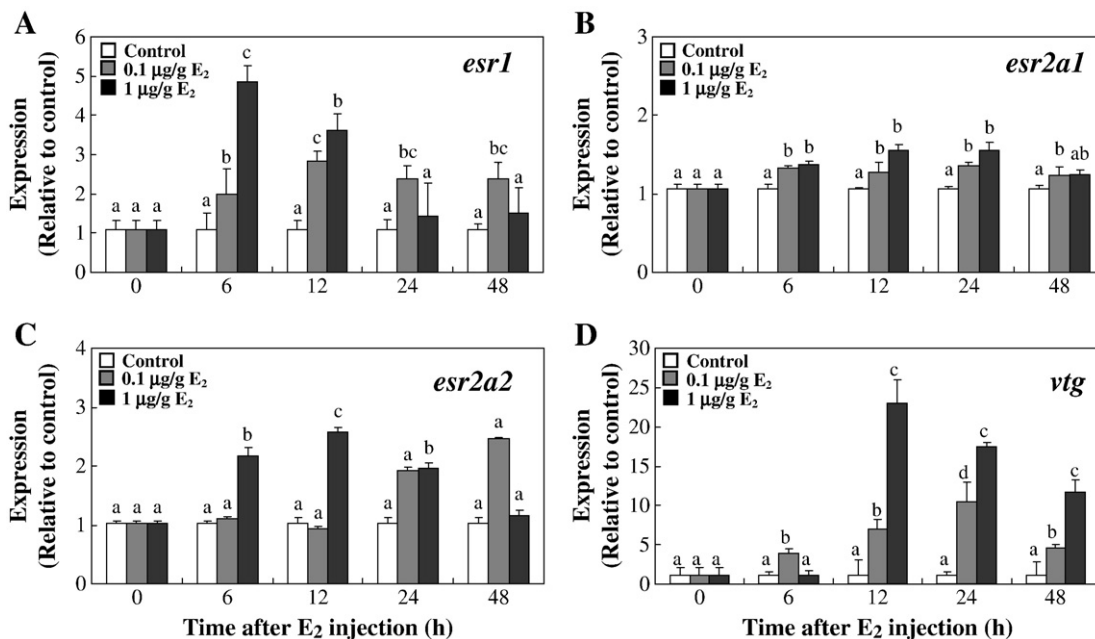 A
Expression
(Relative to control)
6
5
4
3
2
1
0
Control
0.1 μg/g E₂
1 μg/g E₂
esr1
a a a
a b c
a c b
a bc a
a bc a
0 6 12 24 48
B
Expression
(Relative to control)
3
2
1
0
Control
0.1 μg/g E₂
1 μg/g E₂
esr2a1
a a a
a b b
a b b
a b b
a b ab
0 6 12 24 48
C
Expression
(Relative to control)
4
3
2
1
0
Control
0.1 μg/g E₂
1 μg/g E₂
esr2a2
a a a
a a b
a a c
a a b
a a a
0 6 12 24 48
Time after E₂ injection (h)
D
Expression
(Relative to control)
30
25
20
15
10
5
0
Control
0.1 μg/g E₂
1 μg/g E₂
vtg
a a a
a b a
a b c
a d c
a b c
0 6 12 24 48
Time after E₂ injection (h)